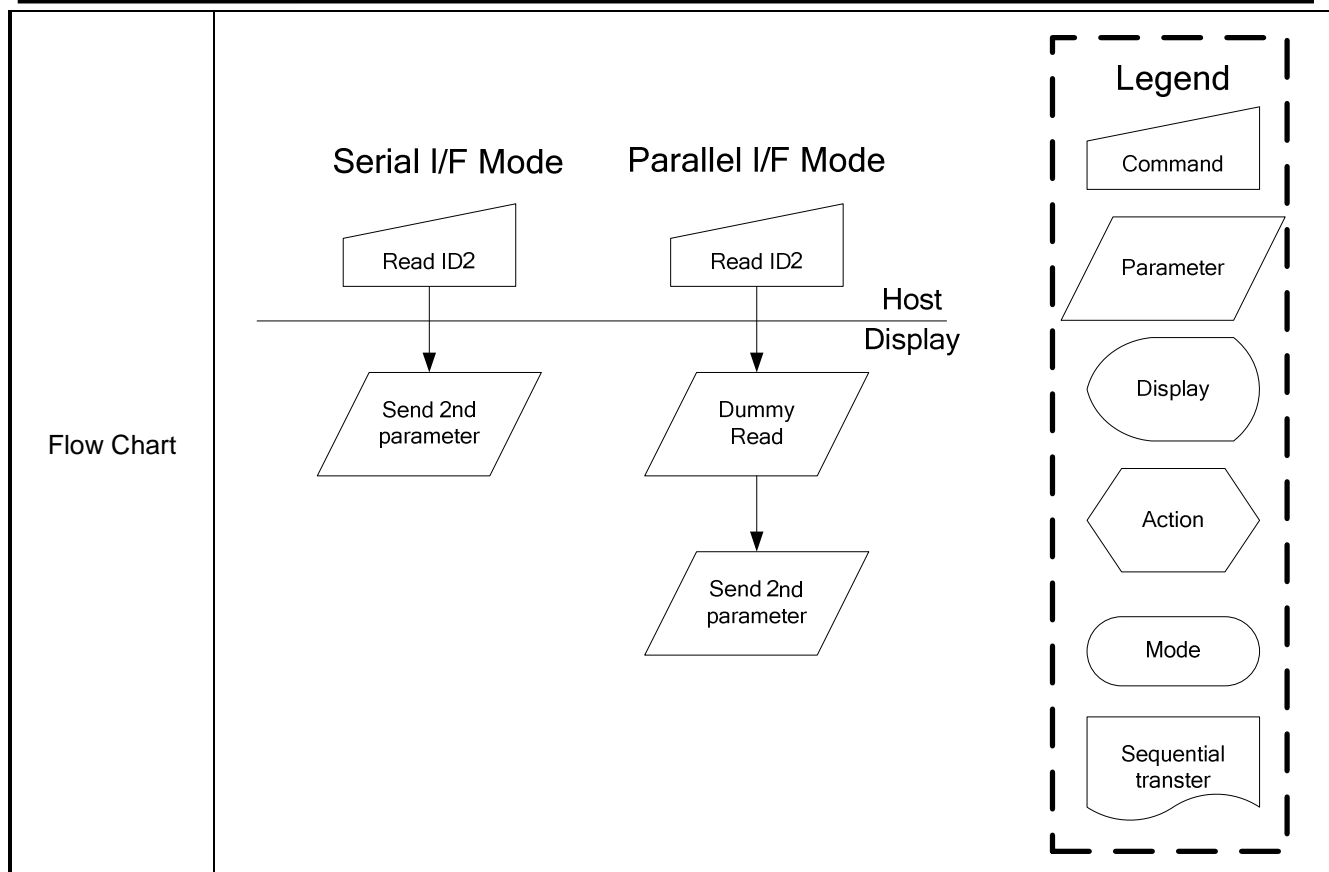 Flow Chart
Serial I/F Mode
Parallel I/F Mode
Read ID2
Read ID2
Host
Display
Send 2nd
parameter
Dummy
Read
Send 2nd
parameter
Legend
Command
Parameter
Display
Action
Mode
Sequential
transter